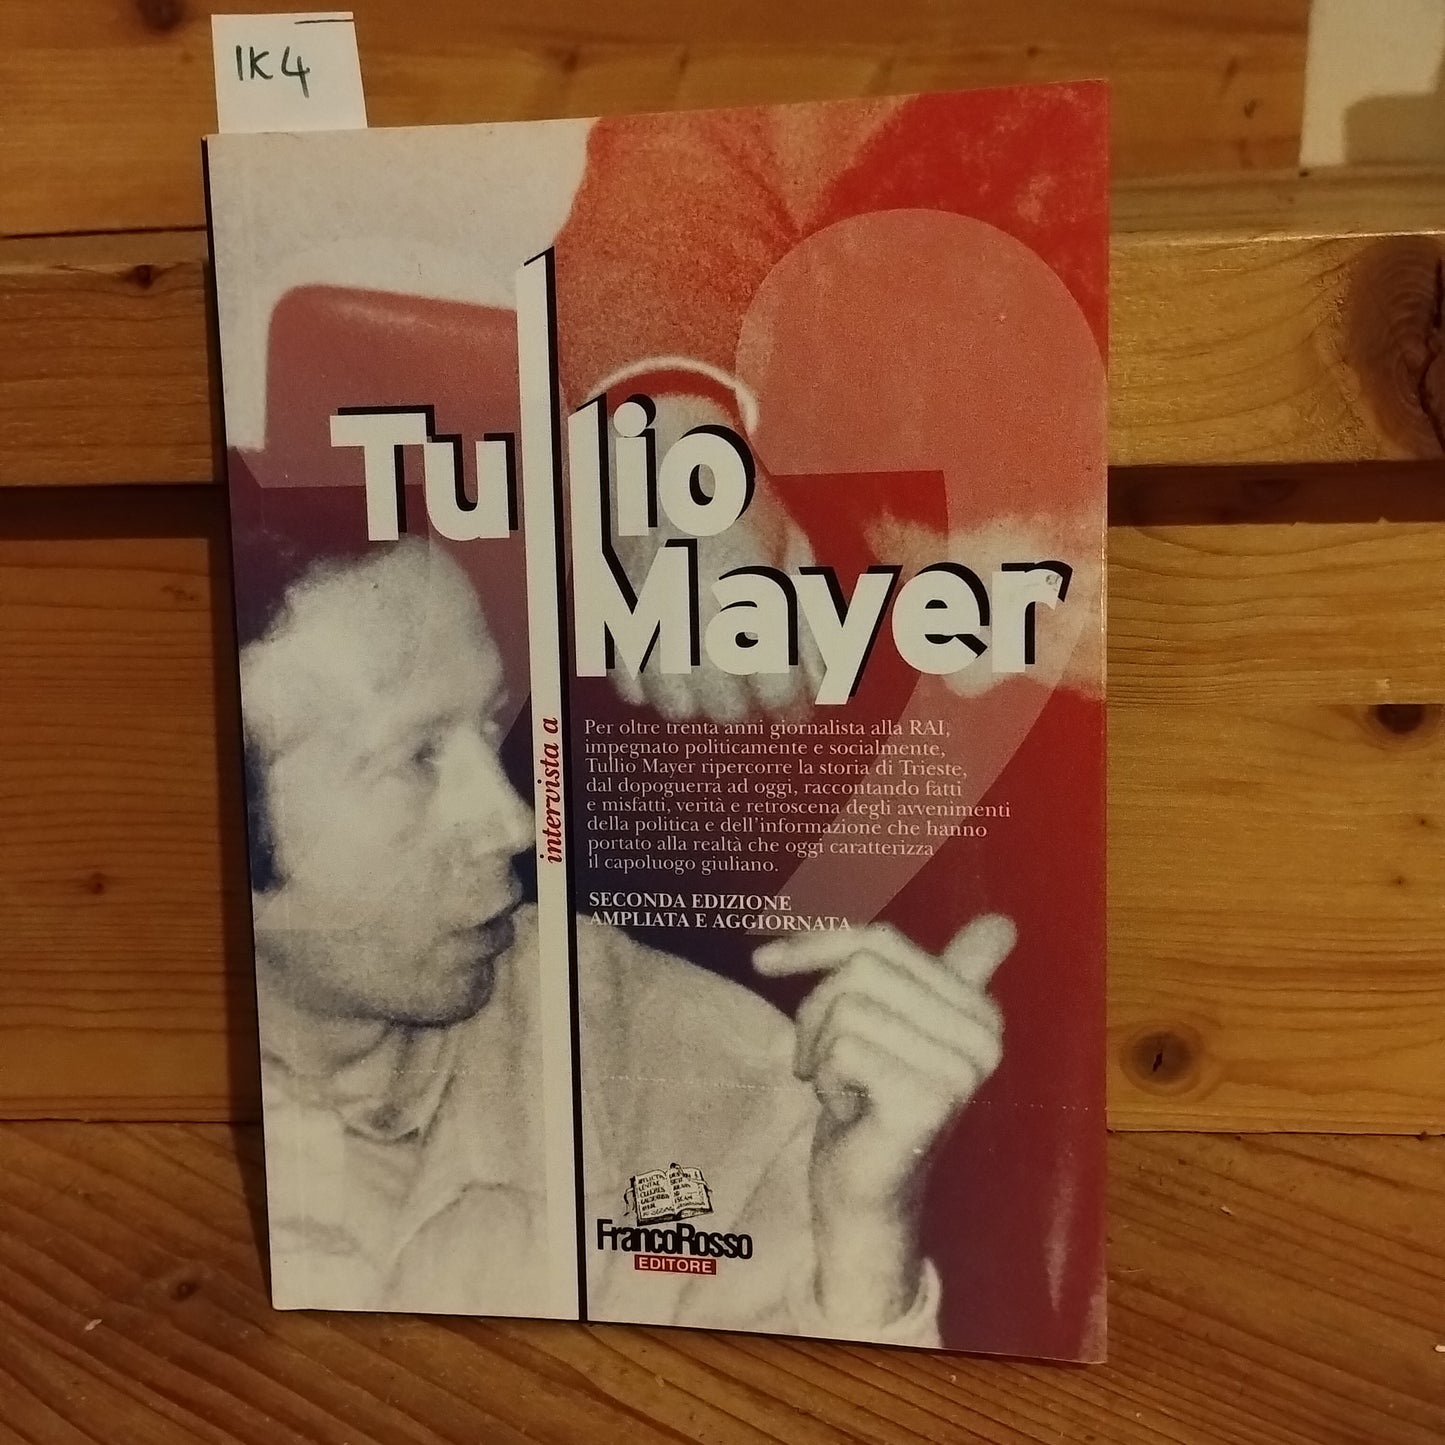 IK4
Tullio
Mayer
intervista a
Per oltre trenta anni giornalista alla RAI,
impegnato politicamente e socialmente,
Tullio Mayer ripercorre la storia di Trieste,
dal dopoguerra ad oggi, raccontando fatti
e misfatti, verità e retroscena degli avvenimenti
della politica e dell'informazione che hanno
portato alla realtà che oggi caratterizza
il capoluogo giuliano.
SECONDA EDIZIONE
AMPLIATA E AGGIORNATA
FrancoRosso
EDITORE